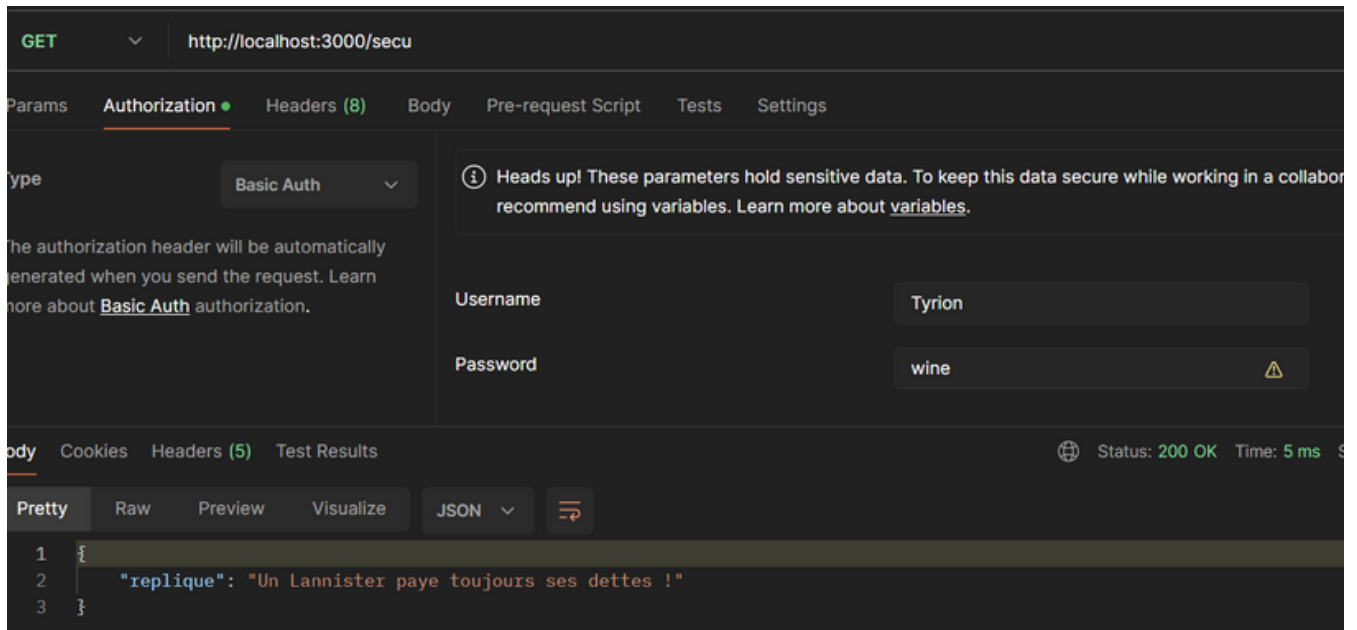 GET http://localhost:3000/secu
Params Authorization Headers (8) Body Pre-request Script Tests Settings
Type Basic Auth
Heads up! These parameters hold sensitive data. To keep this data secure while working in a collabor
recommend using variables. Learn more about variables.
The authorization header will be automatically
generated when you send the request. Learn
more about Basic Auth authorization.
Username Tyrion
Password wine
Body Cookies Headers (5) Test Results Status: 200 OK Time: 5 ms
Pretty Raw Preview Visualize JSON
1 {
2 "replique": "Un Lannister paye toujours ses dettes !"
3 }